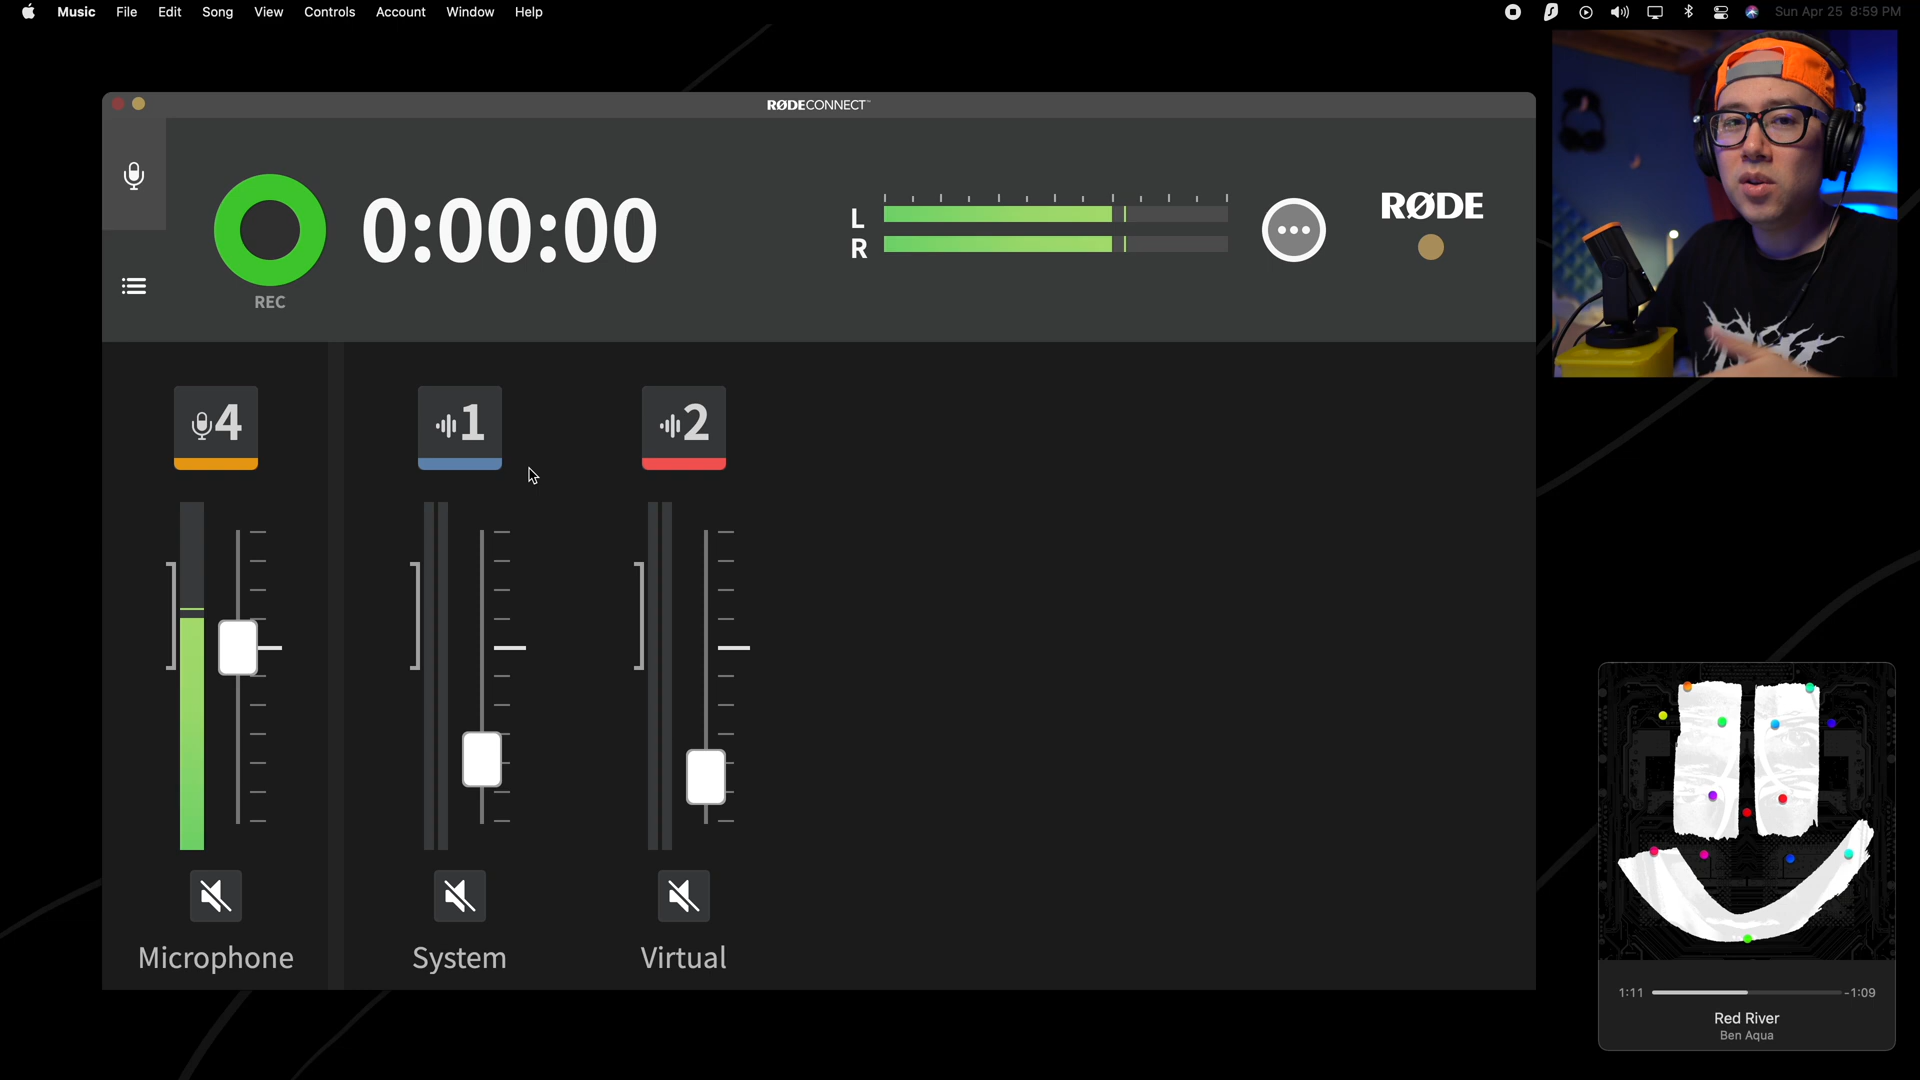 Music File Edit Song View Controls Account Window Help
Sun Apr 25 8:59 PM
RØDECONNECT™
0:00:00
REC
L
R
RØDE
4
1
2
Microphone
System
Virtual
1:11
-1:09
Red River
Ben Aqua